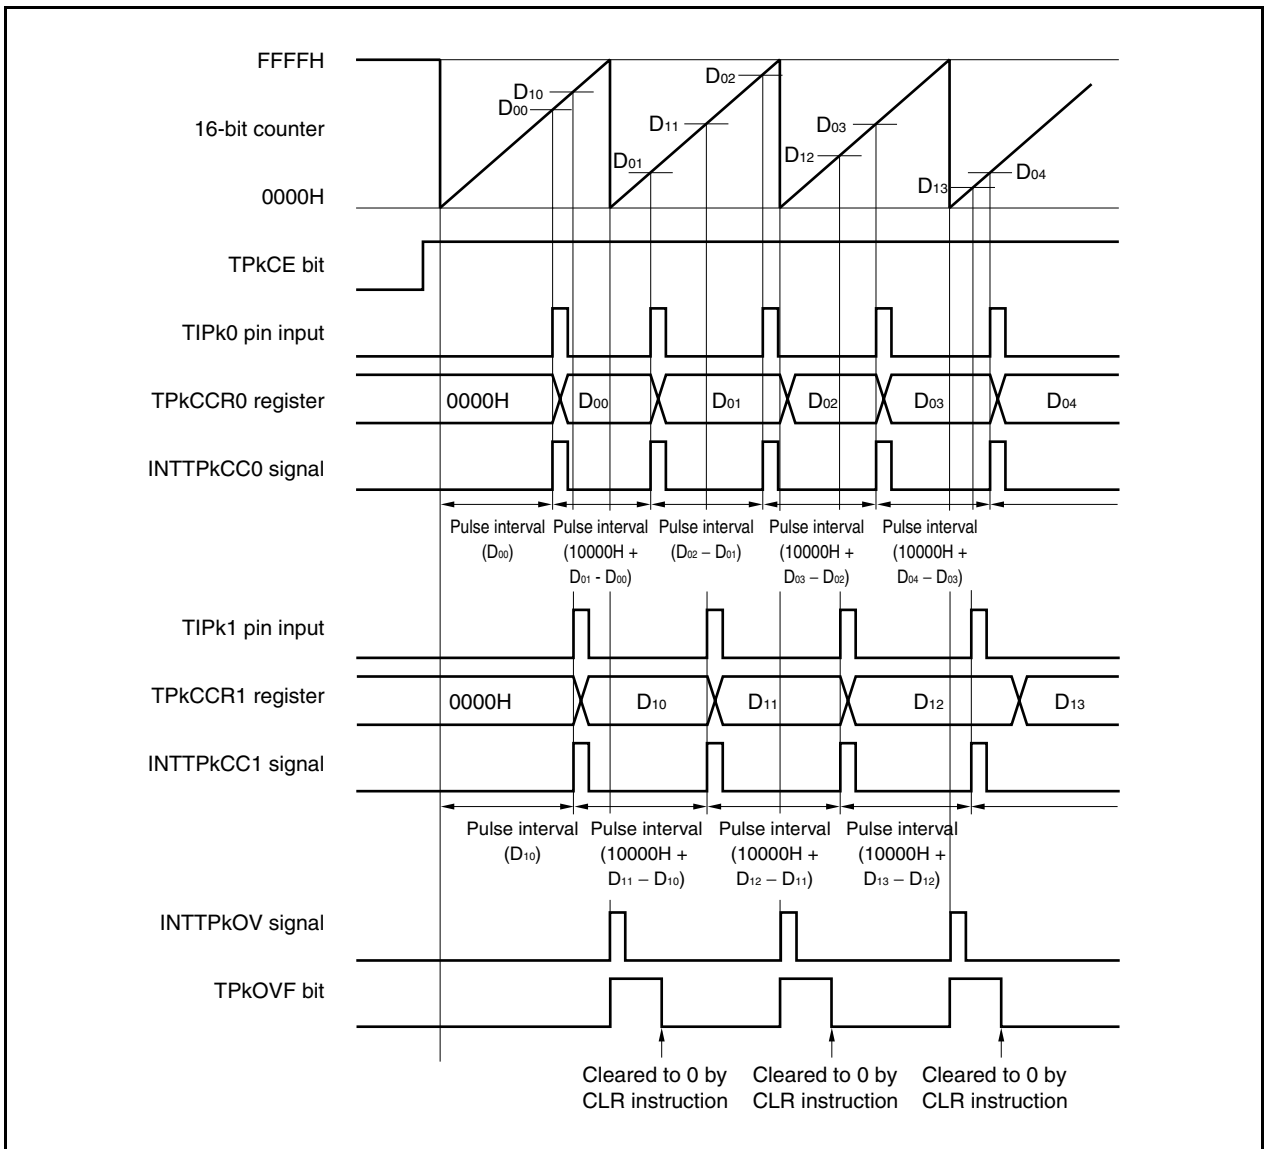 FFFFH
16-bit counter
0000H
D00
D10
D01
D11
D02
D12
D03
D13
D04
TPkCE bit
TIPk0 pin input
TPkCCR0 register
0000H
D00
D01
D02
D03
D04
INTTPkCC0 signal
Pulse interval
(D00)
Pulse interval
(10000H +
D01 - D00)
Pulse interval
(D02 – D01)
Pulse interval
(10000H +
D03 – D02)
Pulse interval
(10000H +
D04 – D03)
TIPk1 pin input
TPkCCR1 register
0000H
D10
D11
D12
D13
INTTPkCC1 signal
Pulse interval
(D10)
Pulse interval
(10000H +
D11 – D10)
Pulse interval
(10000H +
D12 – D11)
Pulse interval
(10000H +
D13 – D12)
INTTPkOV signal
TPkOVF bit
Cleared to 0 by
CLR instruction
Cleared to 0 by
CLR instruction
Cleared to 0 by
CLR instruction